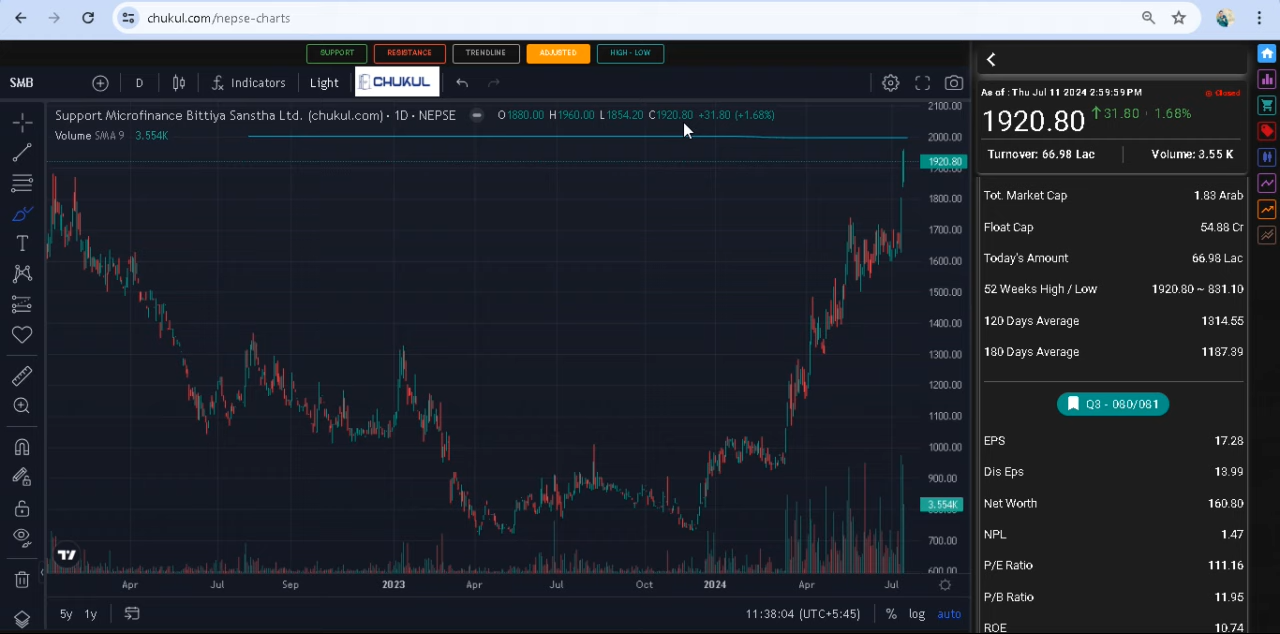 chukul.com/nepse-charts
SUPPORT RESISTANCE TRENDLINE ADJUSTED HIGH - LOW
SMB D Indicators Light CHUKUL
Support Microfinance Bittiya Sanstha Ltd. (chukul.com) · 1D · NEPSE O1880.00 H1960.00 L1854.20 C1920.80 +31.80 (+1.68%)
Volume SMA 9 3.554K
2100.00
2000.00
1920.80
1900.00
1800.00
1700.00
1600.00
1500.00
1400.00
1300.00
1200.00
1100.00
1000.00
900.00
3.554K
700.00
600.00
Apr Jul Sep 2023 Apr Jul Oct 2024 Apr Jul
5y 1y 11:38:04 (UTC+5:45) % log auto
As of : Thu Jul 11 2024 2:59:59 PM Closed
1920.80 31.80 · 1.68%
Turnover: 66.98 Lac Volume: 3.55 K
Tot. Market Cap 1.83 Arab
Float Cap 54.88 Cr
Today's Amount 66.98 Lac
52 Weeks High / Low 1920.80 ~ 831.10
120 Days Average 1314.55
180 Days Average 1187.39
Q3 - 080/081
EPS 17.28
Dis Eps 13.99
Net Worth 160.80
NPL 1.47
P/E Ratio 111.16
P/B Ratio 11.95
ROE 10.74